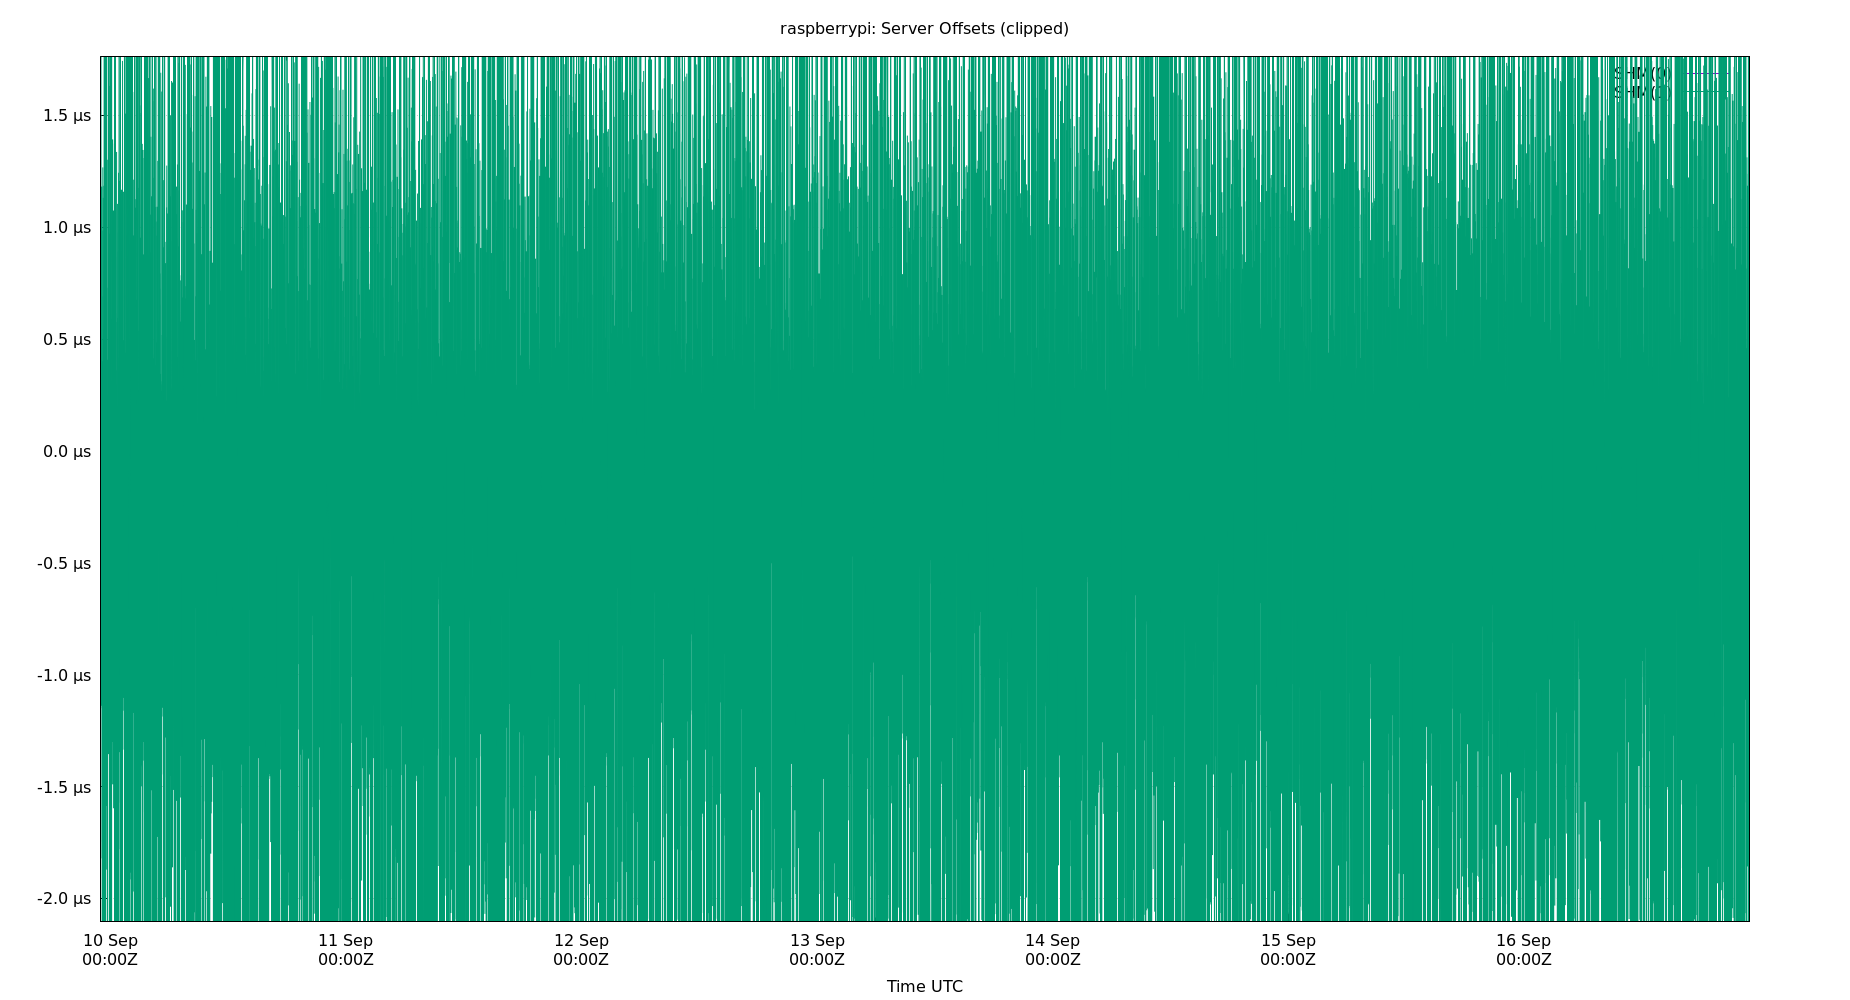 raspberrypi: Server Offsets (clipped)
SHM(0)
1.5 µs
1.0 µs
0.5 µs
0.0 µs
-0.5 µs
-1.0 µs
-1.5 µs
-2.0 µs
10 Sep 11 Sep 12 Sep 13 Sep 14 Sep 15 Sep 16 Sep
00:00Z 00:00Z 00:00Z 00:00Z 00:00Z 00:00Z 00:00Z
Time UTC